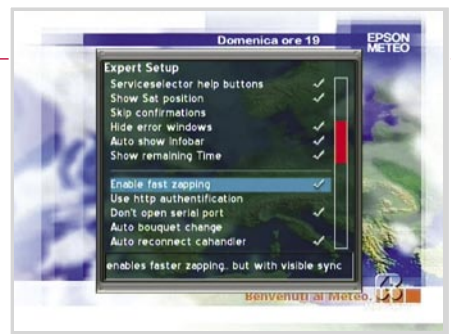 Domenica ore 19
EPSON
METEO
Expert Setup
Serviceselector help buttons
Show Sat position
Skip confirmations
Hide error windows
Auto show Infobar
Show remaining Time
Enable fast zapping
Use http authentification
Don't open serial port
Auto bouquet change
Auto reconnect cahandler
enables faster zapping.. but with visible sync
Benvenuti al Meteo.